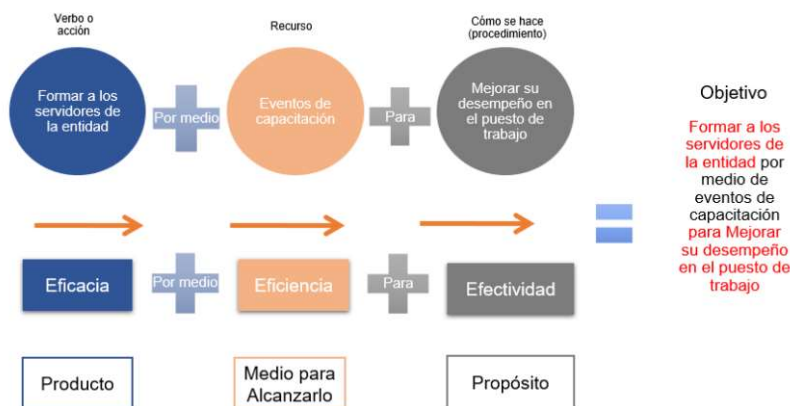 Verbo o
acción
Recurso
Cómo se hace
(procedimiento)
Formar a los
servidores de
la entidad
Por medio
Eventos de
capacitación
Para
Mejorar su
desempeño en
el puesto de
trabajo
Objetivo
Formar a los
servidores de
la entidad por
medio de
eventos de
capacitación
para Mejorar
su desempeño
en el puesto de
trabajo
Eficacia
Por medio
Eficiencia
Para
Efectividad
Producto
Medio para
Alcanzarlo
Propósito